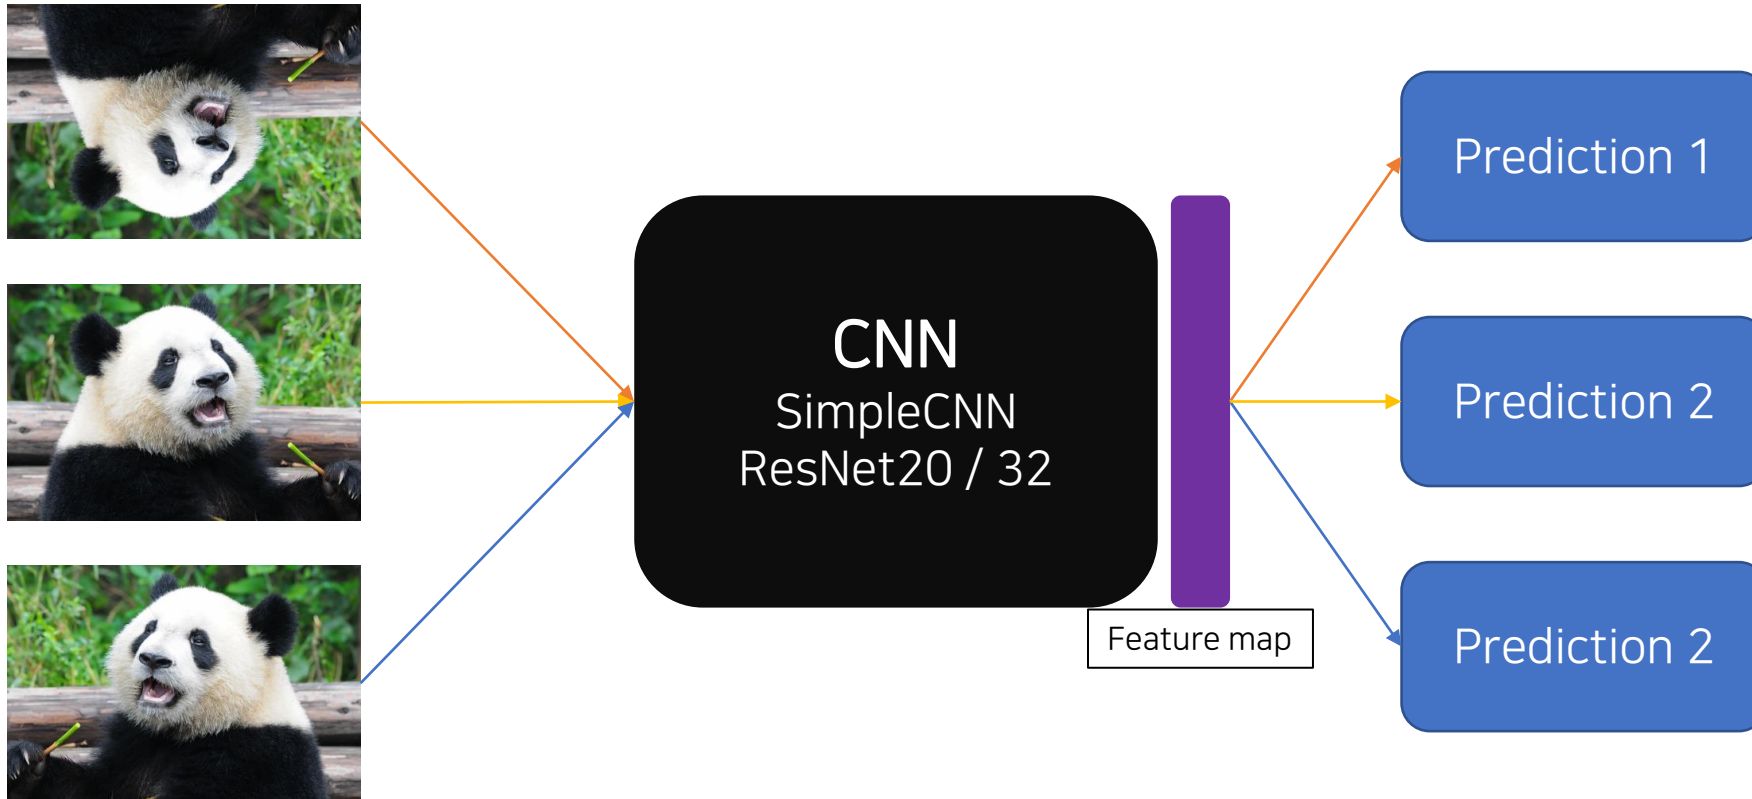 CNN
SimpleCNN
ResNet20 / 32
Feature map
Prediction 1
Prediction 2
Prediction 2